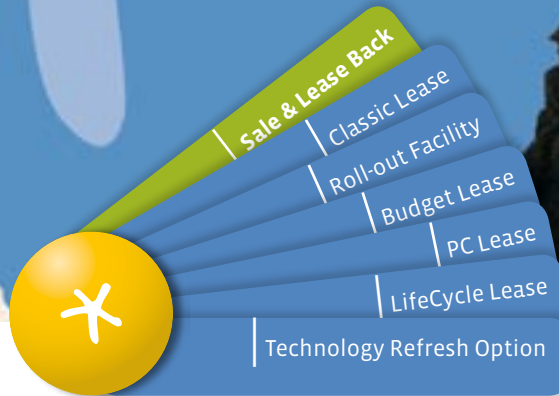 Sale & Lease Back
Classic Lease
Roll-out Facility
Budget Lease
PC Lease
LifeCycle Lease
Technology Refresh Option